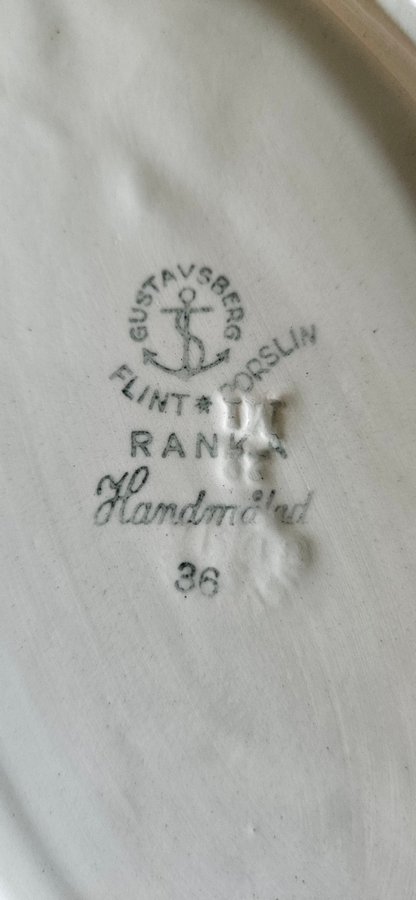 GUSTAVSBERG
FLINT * PORSLIN
RANKA
Handmålad
36